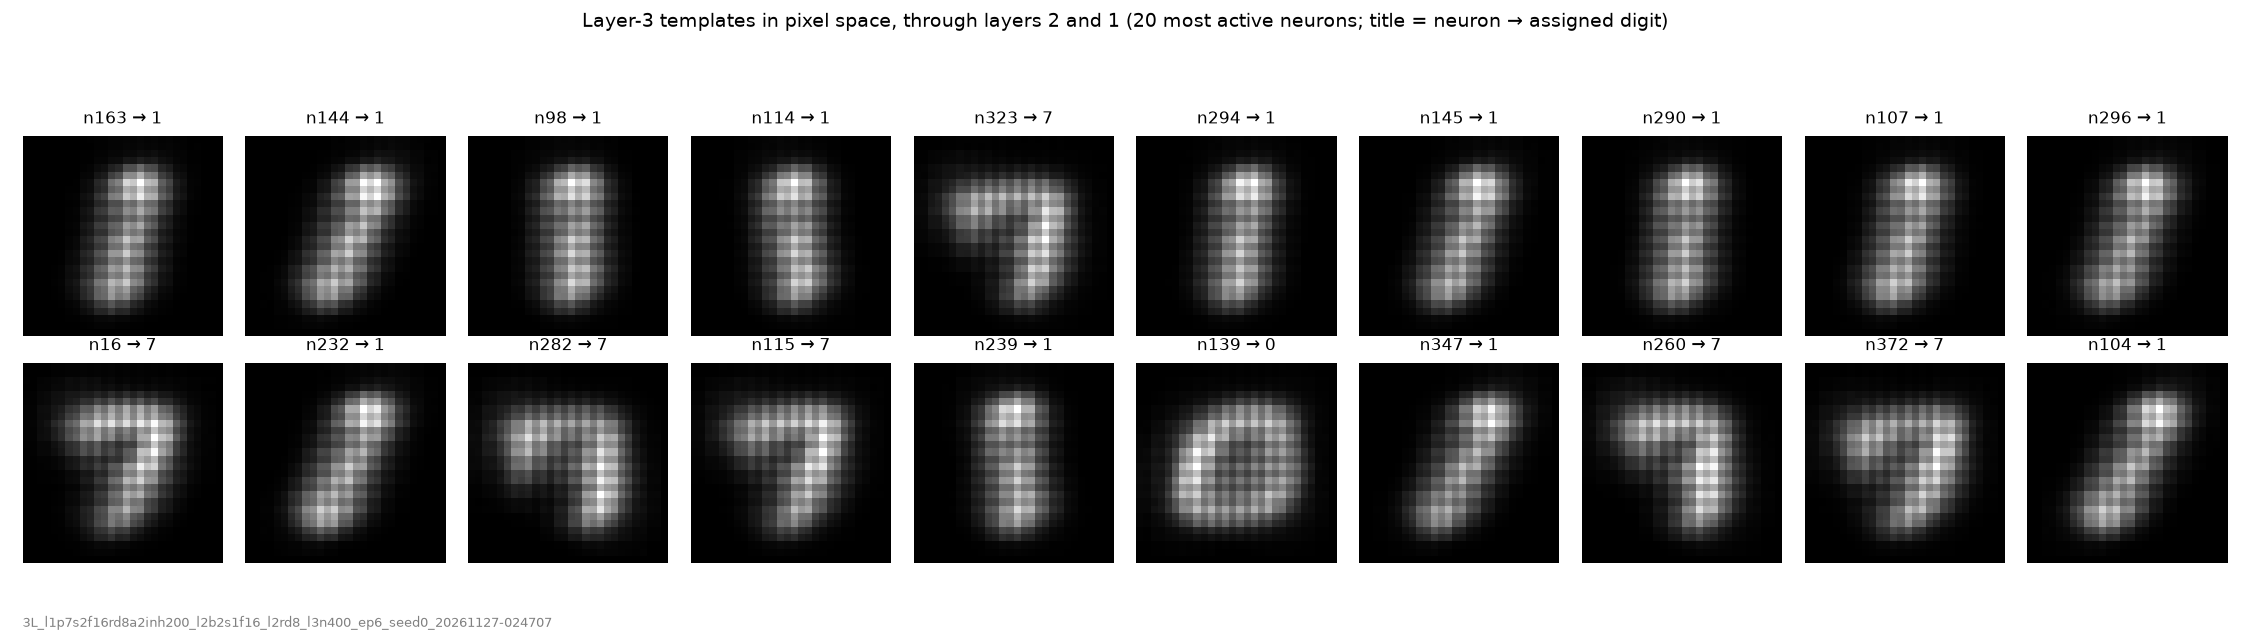 Layer-3 templates in pixel space, through layers 2 and 1 (20 most active neurons; title = neuron → assigned digit)
n163 → 1 n144 → 1 n98 → 1 n114 → 1 n323 → 7 n294 → 1 n145 → 1 n290 → 1 n107 → 1 n296 → 1
n16 → 7 n232 → 1 n282 → 7 n115 → 7 n239 → 1 n139 → 0 n347 → 1 n260 → 7 n372 → 7 n104 → 1
3L_l1p7s2f16rd8a2inh200_l2b2s1f16_l2rd8_l3n400_ep6_seed0_20261127-024707